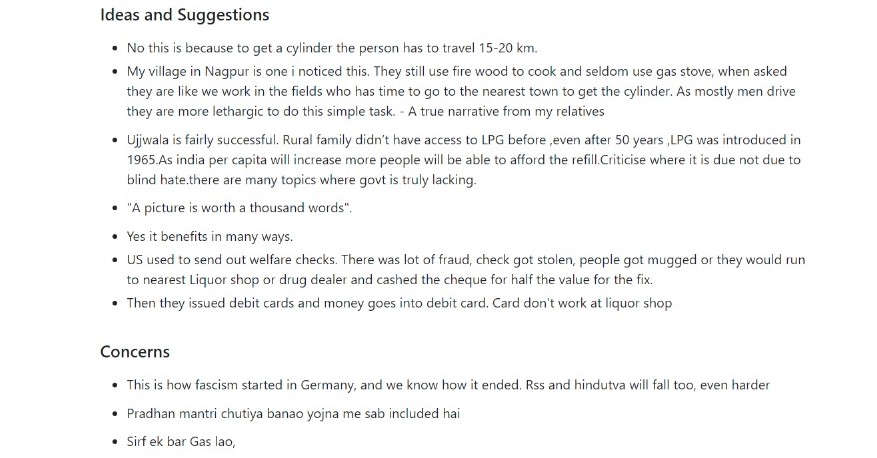 Ideas and Suggestions
No this is because to get a cylinder the person has to travel 15-20 km.
My village in Nagpur is one i noticed this. They still use fire wood to cook and seldom use gas stove, when asked
they are like we work in the fields who has time to go to the nearest town to get the cylinder. As mostly men drive
they are more lethargic to do this simple task. - A true narrative from my relatives
Ujjwala is fairly successful. Rural family didn't have access to LPG before ,even after 50 years ,LPG was introduced in
1965.As india per capita will increase more people will be able to afford the refill.Criticise where it is due not due to
blind hate.there are many topics where govt is truly lacking.
"A picture is worth a thousand words".
Yes it benefits in many ways.
US used to send out welfare checks. There was lot of fraud, check got stolen, people got mugged or they would run
to nearest Liquor shop or drug dealer and cashed the cheque for half the value for the fix.
Then they issued debit cards and money goes into debit card. Card don't work at liquor shop
Concerns
This is how fascism started in Germany, and we know how it ended. Rss and hindutva will fall too, even harder
Pradhan mantri chutiya banao yojna me sab included hai
Sirf ek bar Gas lao,